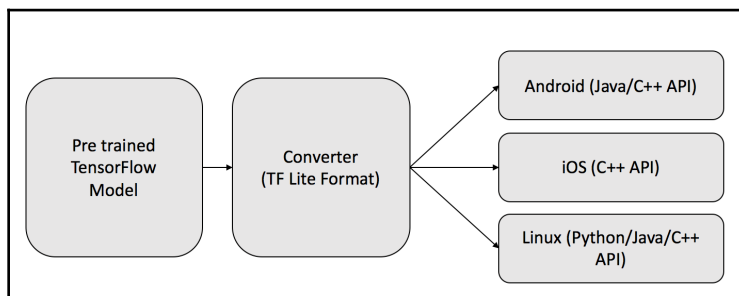 Pre trained
TensorFlow
Model
Converter
(TF Lite Format)
Android (Java/C++ API)
iOS (C++ API)
Linux (Python/Java/C++
API)